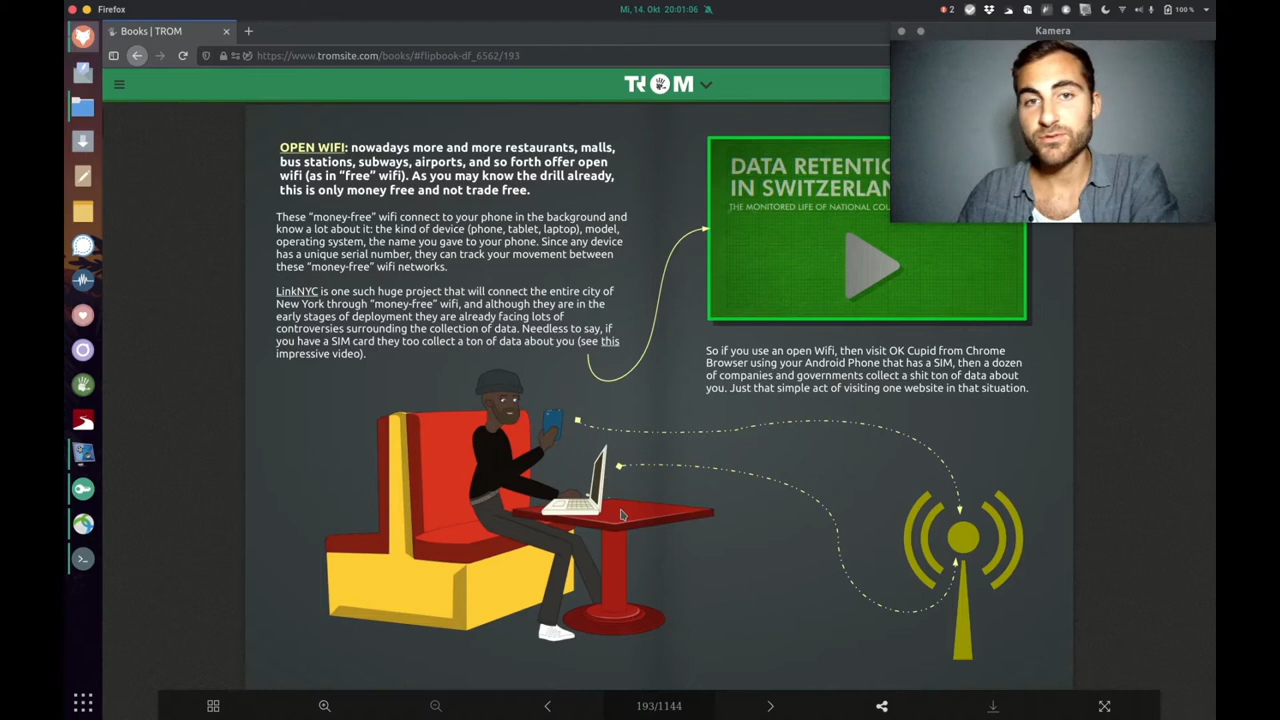 Firefox
Mi, 14. Okt 20:01:06
2
100 %
Books | TROM
https://www.tromsite.com/books/#flipbook-df_6562/193
Kamera
TROM
OPEN WIFI: nowadays more and more restaurants, malls,
bus stations, subways, airports, and so forth offer open
wifi (as in “free” wifi). As you may know the drill already,
this is only money free and not trade free.
These “money-free” wifi connect to your phone in the background and
know a lot about it: the kind of device (phone, tablet, laptop), model,
operating system, the name you gave to your phone. Since any device
has a unique serial number, they can track your movement between
these “money-free” wifi networks.
LinkNYC is one such huge project that will connect the entire city of
New York through “money-free” wifi, and although they are in the
early stages of deployment they are already facing lots of
controversies surrounding the collection of data. Needless to say, if
you have a SIM card they too collect a ton of data about you (see this
impressive video).
DATA RETENTIO
IN SWITZERLAN
THE MONITORED LIFE OF NATIONAL COU
So if you use an open Wifi, then visit OK Cupid from Chrome
Browser using your Android Phone that has a SIM, then a dozen
of companies and governments collect a shit ton of data about
you. Just that simple act of visiting one website in that situation.
193/1144